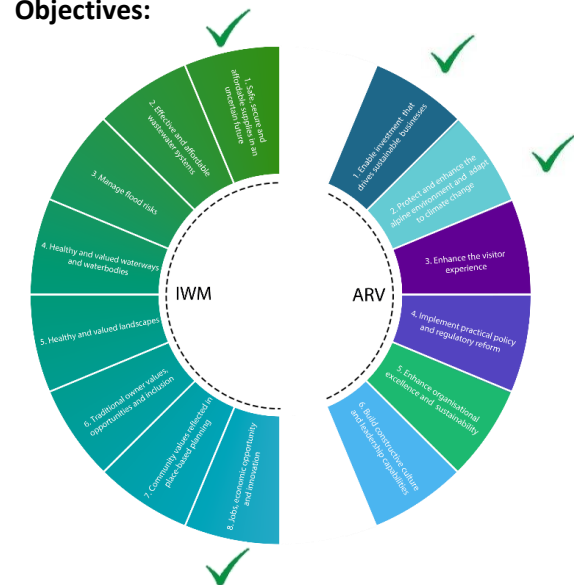 Objectives:
1. Safe, secure and
affordable supplies in an
uncertain future
2. Effective and affordable
wastewater systems
3. Manage flood risks
4. Healthy and valued waterways
and waterbodies
5. Healthy and valued landscapes
6. Traditional owner values,
opportunities and inclusion
7. Community values reflected in
place-based planning
8. Jobs, economic opportunity
and innovation
IWM
ARV
1. Enable investment that
drives sustainable businesses
2. Protect and enhance the
alpine environment and adapt
to climate change
3. Enhance the visitor
experience
4. Implement practical policy
and regulatory reform
5. Enhance organisational
excellence and sustainability
6. Build constructive culture
and leadership capabilities